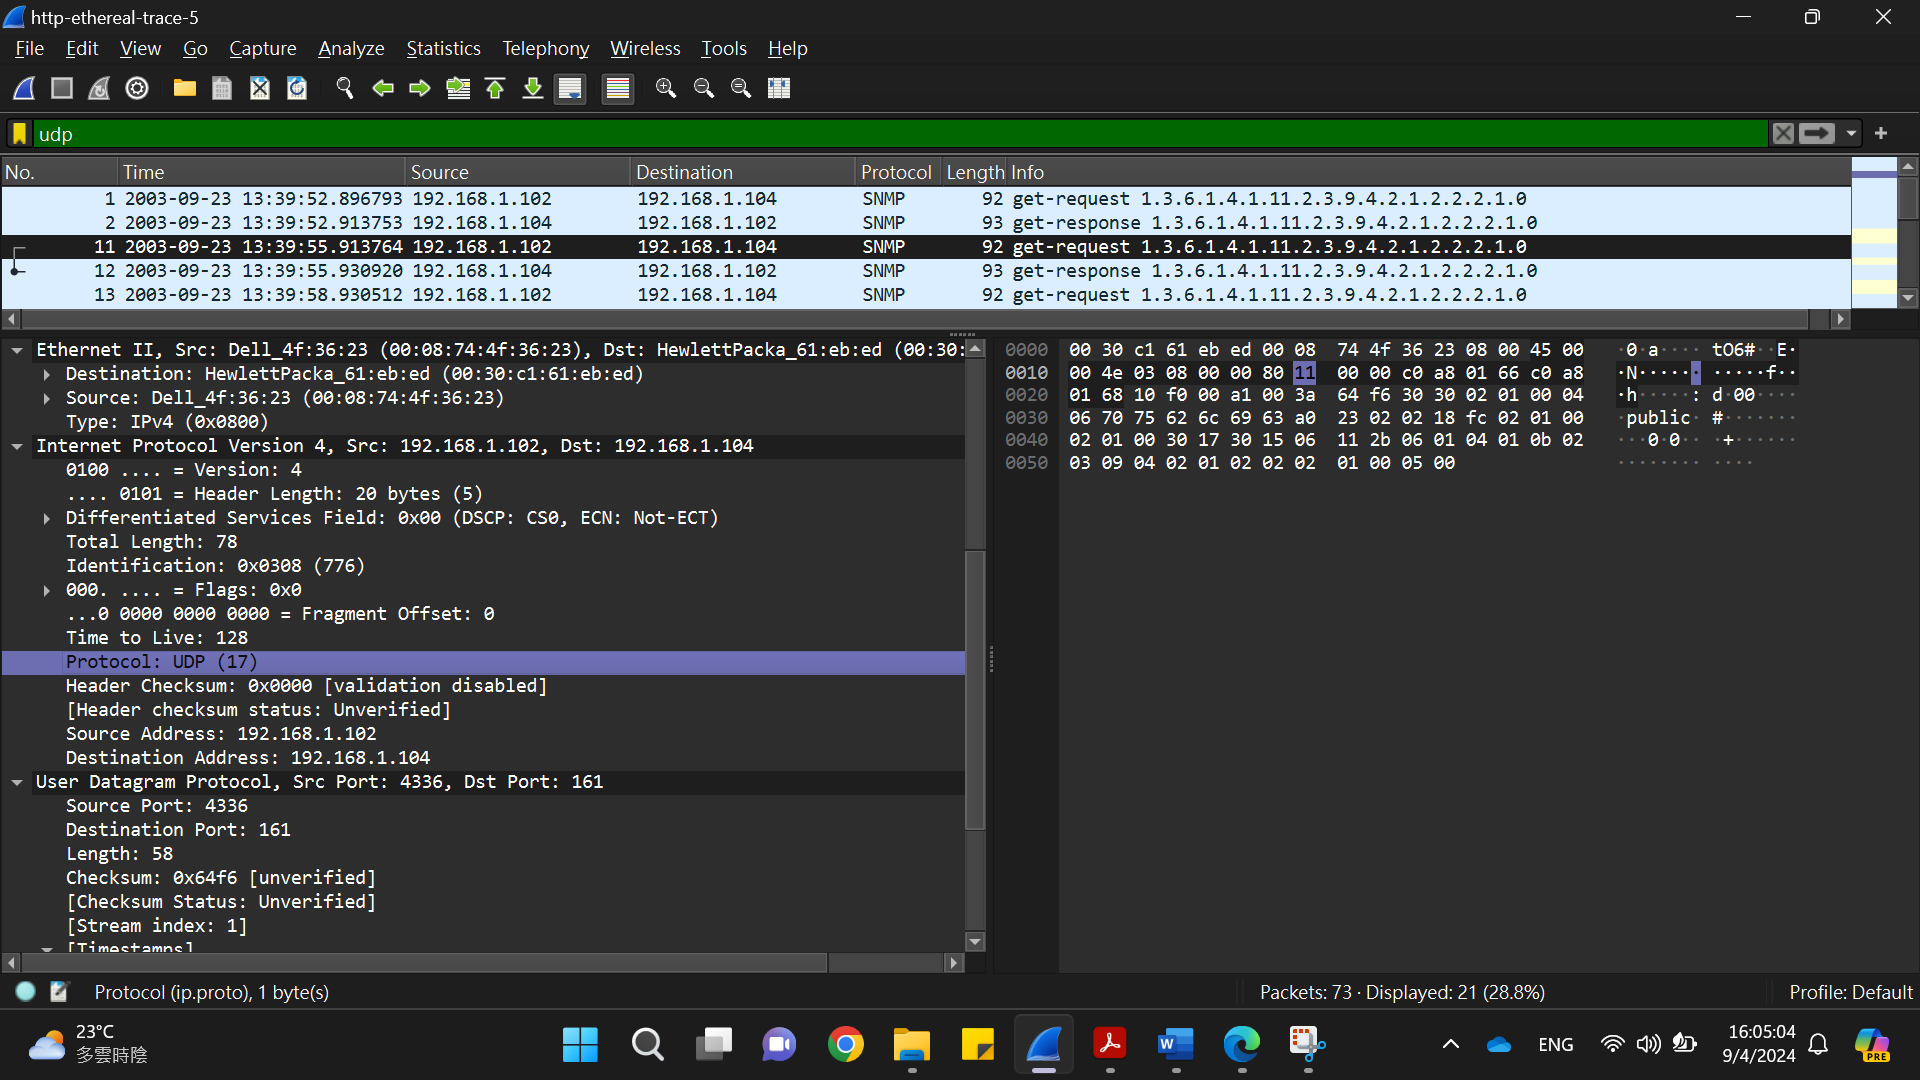 http-ethereal-trace-5
File Edit View Go Capture Analyze Statistics Telephony Wireless Tools Help
udp
No. Time Source Destination Protocol Length Info
1 2003-09-23 13:39:52.896793 192.168.1.102 192.168.1.104 SNMP 92 get-request 1.3.6.1.4.1.11.2.3.9.4.2.1.2.2.2.1.0
2 2003-09-23 13:39:52.913753 192.168.1.104 192.168.1.102 SNMP 93 get-response 1.3.6.1.4.1.11.2.3.9.4.2.1.2.2.2.1.0
11 2003-09-23 13:39:55.913764 192.168.1.102 192.168.1.104 SNMP 92 get-request 1.3.6.1.4.1.11.2.3.9.4.2.1.2.2.2.1.0
12 2003-09-23 13:39:55.930920 192.168.1.104 192.168.1.102 SNMP 93 get-response 1.3.6.1.4.1.11.2.3.9.4.2.1.2.2.2.1.0
13 2003-09-23 13:39:58.930512 192.168.1.102 192.168.1.104 SNMP 92 get-request 1.3.6.1.4.1.11.2.3.9.4.2.1.2.2.2.1.0
Ethernet II, Src: Dell_4f:36:23 (00:08:74:4f:36:23), Dst: HewlettPacka_61:eb:ed (00:30:
Destination: HewlettPacka_61:eb:ed (00:30:c1:61:eb:ed)
Source: Dell_4f:36:23 (00:08:74:4f:36:23)
Type: IPv4 (0x0800)
Internet Protocol Version 4, Src: 192.168.1.102, Dst: 192.168.1.104
0100 .... = Version: 4
.... 0101 = Header Length: 20 bytes (5)
Differentiated Services Field: 0x00 (DSCP: CS0, ECN: Not-ECT)
Total Length: 78
Identification: 0x0308 (776)
000. .... = Flags: 0x0
...0 0000 0000 0000 = Fragment Offset: 0
Time to Live: 128
Protocol: UDP (17)
Header Checksum: 0x0000 [validation disabled]
[Header checksum status: Unverified]
Source Address: 192.168.1.102
Destination Address: 192.168.1.104
User Datagram Protocol, Src Port: 4336, Dst Port: 161
Source Port: 4336
Destination Port: 161
Length: 58
Checksum: 0x64f6 [unverified]
[Checksum Status: Unverified]
[Stream index: 1]
[Timestamps]
0000 00 30 c1 61 eb ed 00 08 74 4f 36 23 08 00 45 00 ·0·a···· tO6#··E·
0010 00 4e 03 08 00 00 80 11 00 00 c0 a8 01 66 c0 a8 ·N······ ·····f··
0020 01 68 10 f0 00 a1 00 3a 64 f6 30 30 02 01 00 04 ·h·····: d·00····
0030 06 70 75 62 6c 69 63 a0 23 02 02 18 fc 02 01 00 ·public· #·······
0040 02 01 00 30 17 30 15 06 11 2b 06 01 04 01 0b 02 ···0·0·· ·+······
0050 03 09 04 02 01 02 02 02 01 00 05 00 ········ ····
Protocol (ip.proto), 1 byte(s)
Packets: 73 · Displayed: 21 (28.8%)
Profile: Default
23°C
多雲時陰
ENG
16:05:04
9/4/2024
PRE